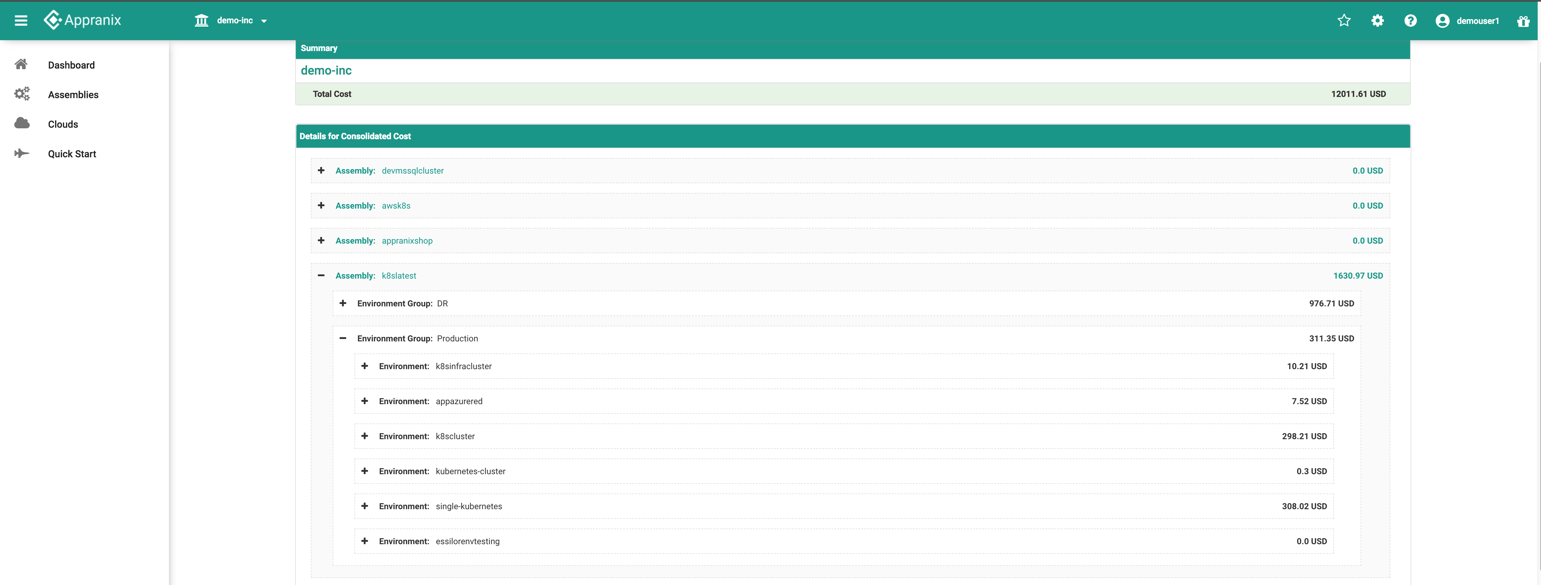 Appranix demo-inc demouser1
Dashboard
Assemblies
Clouds
Quick Start
Summary
demo-inc
Total Cost 12011.61 USD
Details for Consolidated Cost
+ Assembly: devmssqlcluster 0.0 USD
+ Assembly: awsk8s 0.0 USD
+ Assembly: appranixshop 0.0 USD
− Assembly: k8slatest 1630.97 USD
+ Environment Group: DR 976.71 USD
− Environment Group: Production 311.35 USD
+ Environment: k8sinfracluster 10.21 USD
+ Environment: appazurered 7.52 USD
+ Environment: k8scluster 298.21 USD
+ Environment: kubernetes-cluster 0.3 USD
+ Environment: single-kubernetes 308.02 USD
+ Environment: essilorenvtesting 0.0 USD